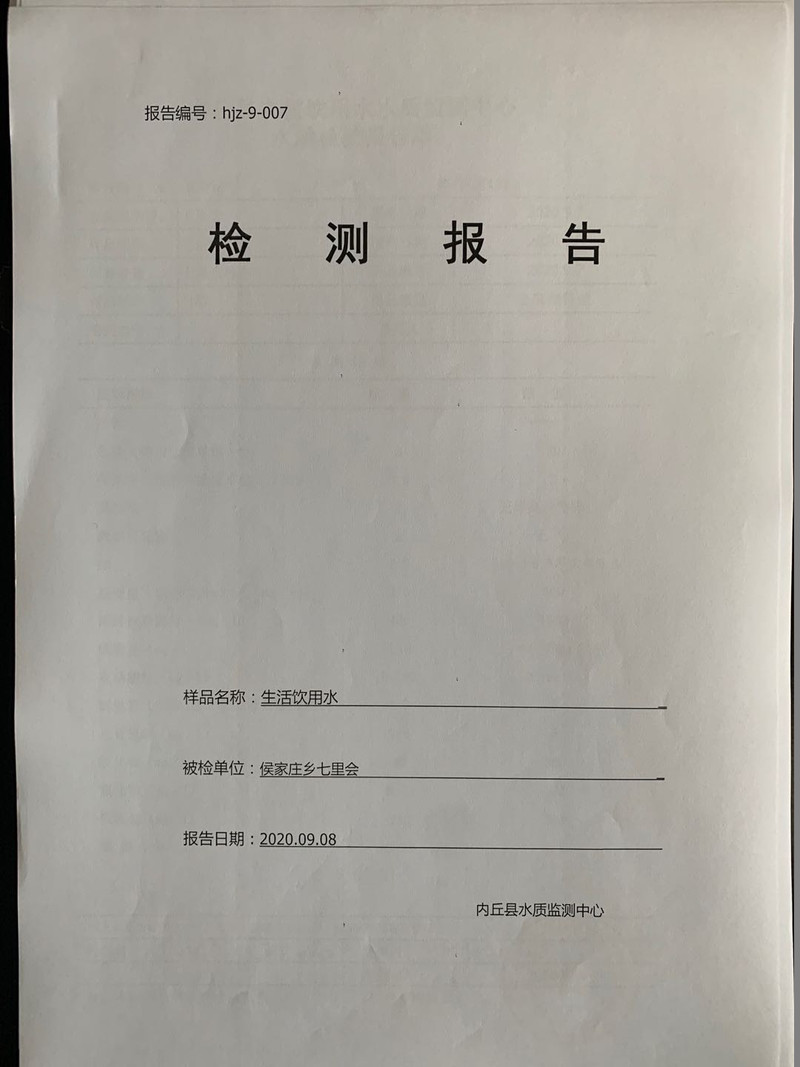 报告编号：hjz-9-007
检 测 报 告
样品名称：生活饮用水
被检单位：侯家庄乡七里会
报告日期：2020.09.08
内丘县水质监测中心